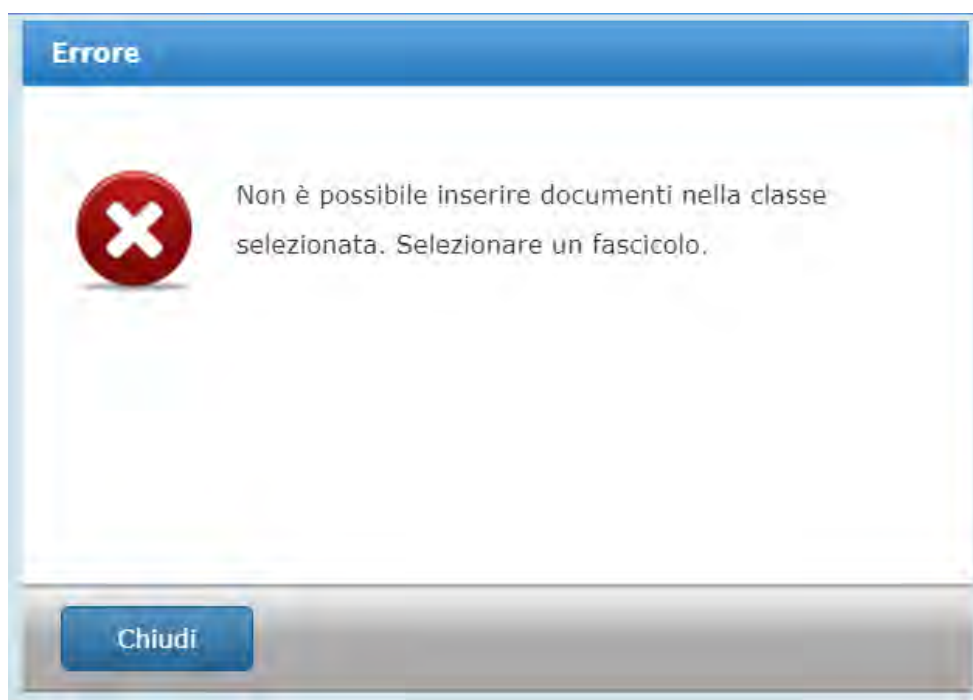 Errore
Non è possibile inserire documenti nella classe
selezionata. Selezionare un fascicolo.
Chiudi